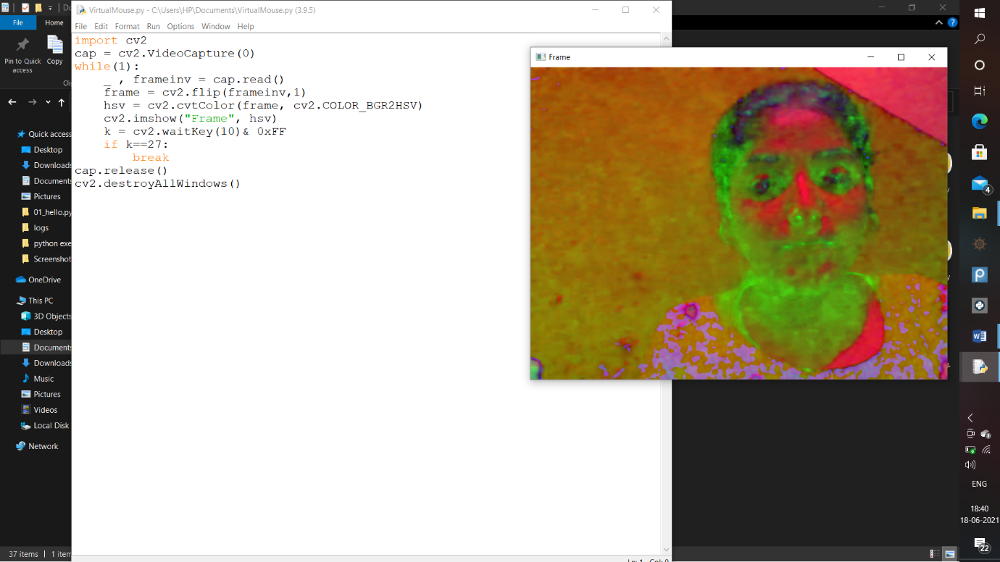 VirtualMouse.py - C:\Users\HP\Documents\VirtualMouse.py (3.9.5)
File Edit Format Run Options Window Help
import cv2
cap = cv2.VideoCapture(0)
while(1):
_ , frameinv = cap.read()
frame = cv2.flip(frameinv,1)
hsv = cv2.cvtColor(frame, cv2.COLOR_BGR2HSV)
cv2.imshow("Frame", hsv)
k = cv2.waitKey(10)& 0xFF
if k==27:
break
cap.release()
cv2.destroyAllWindows()
File Home
Pin to Quick
access
Copy
Quick access
Desktop
Downloads
Documents
Pictures
01_hello.py
logs
python exe
Screenshot
OneDrive
This PC
3D Objects
Desktop
Documents
Downloads
Music
Pictures
Videos
Local Disk
Network
37 items 1 item
Frame
4
ENG
18:40
18-06-2021
22